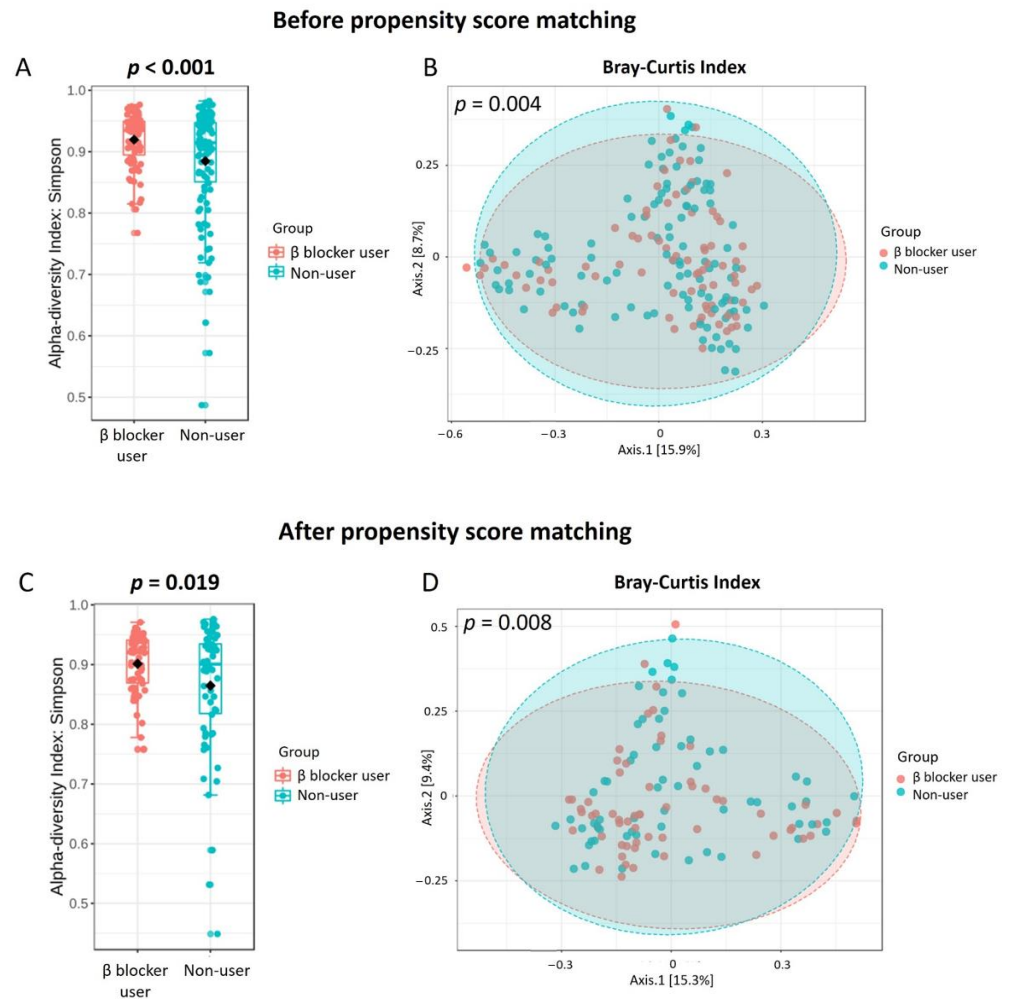 Before propensity score matching
A
p < 0.001
Alpha-diversity Index: Simpson
1.0
0.9
0.8
0.7
0.6
0.5
β blocker
user
Non-user
Group
β blocker user
Non-user
B
Bray-Curtis Index
p = 0.004
Axis.2 [8.7%]
0.25
0
−0.25
−0.6
−0.3
0
0.3
Axis.1 [15.9%]
Group
β blocker user
Non-user
After propensity score matching
C
p = 0.019
Alpha-diversity Index: Simpson
1.0
0.9
0.8
0.7
0.6
0.5
β blocker
user
Non-user
Group
β blocker user
Non-user
D
Bray-Curtis Index
p = 0.008
Axis.2 [9.4%]
0.5
0.25
0
−0.25
−0.3
0
0.3
Axis.1 [15.3%]
Group
β blocker user
Non-user